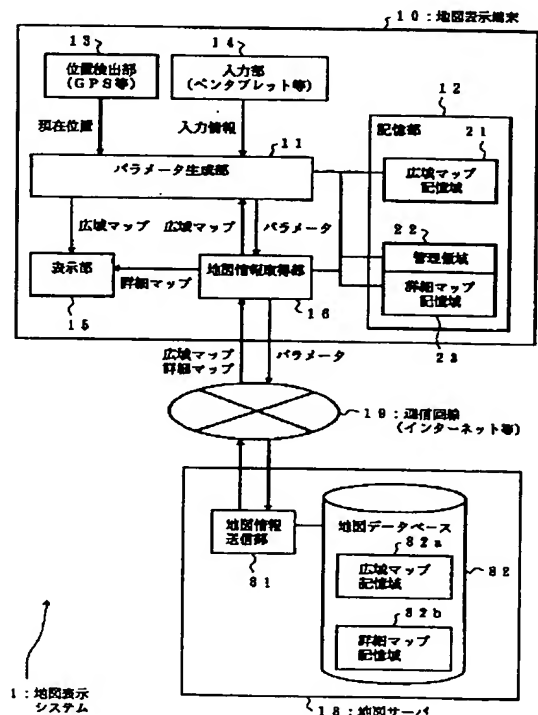 10：地図表示端末
13
位置検出部
(GPS等)
14
入力部
(ペンタブレット等)
12
記憶部
21
広域マップ
記憶域
現在位置
入力情報
11
パラメータ生成部
広域マップ
広域マップ
パラメータ
22
管理領域
詳細マップ
記憶域
23
表示部
15
詳細マップ
地図情報取得部
16
広域マップ
詳細マップ
パラメータ
19：通信回線
(インターネット等)
地図情報
送信部
81
地図データベース
82a
広域マップ
記憶域
82
82b
詳細マップ
記憶域
1：地図表示
システム
18：地図サーバ